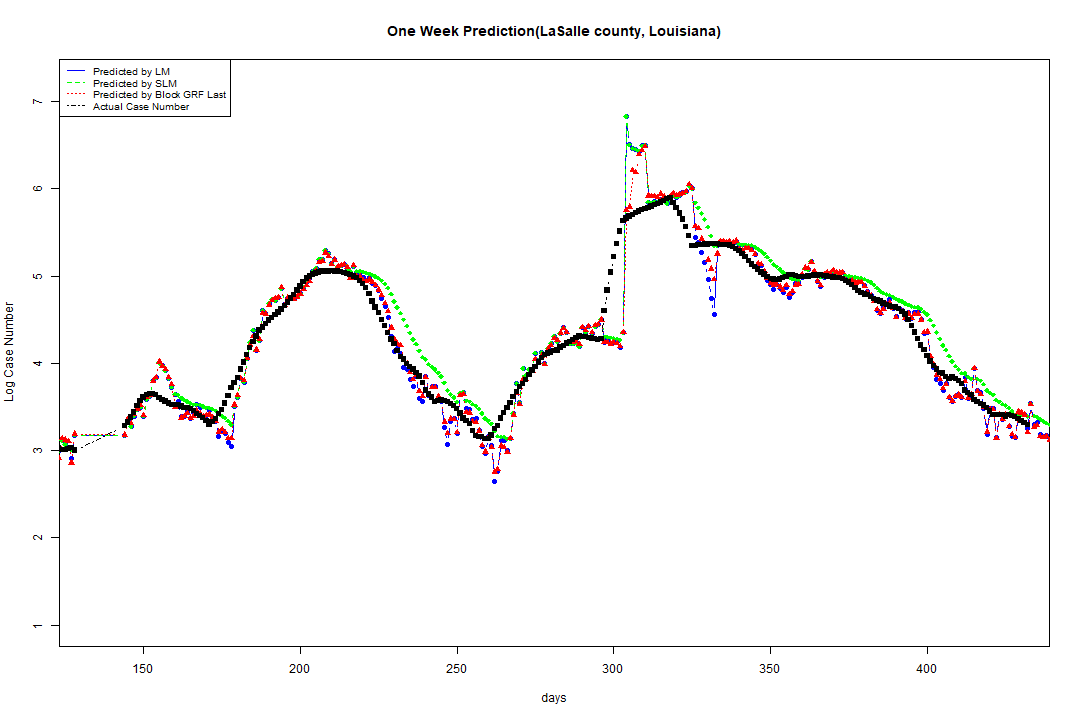 One Week Prediction(LaSalle county, Louisiana)
Predicted by LM
Predicted by SLM
Predicted by Block GRF Last
Actual Case Number
Log Case Number
7
6
5
4
3
2
1
150 200 250 300 350 400
days